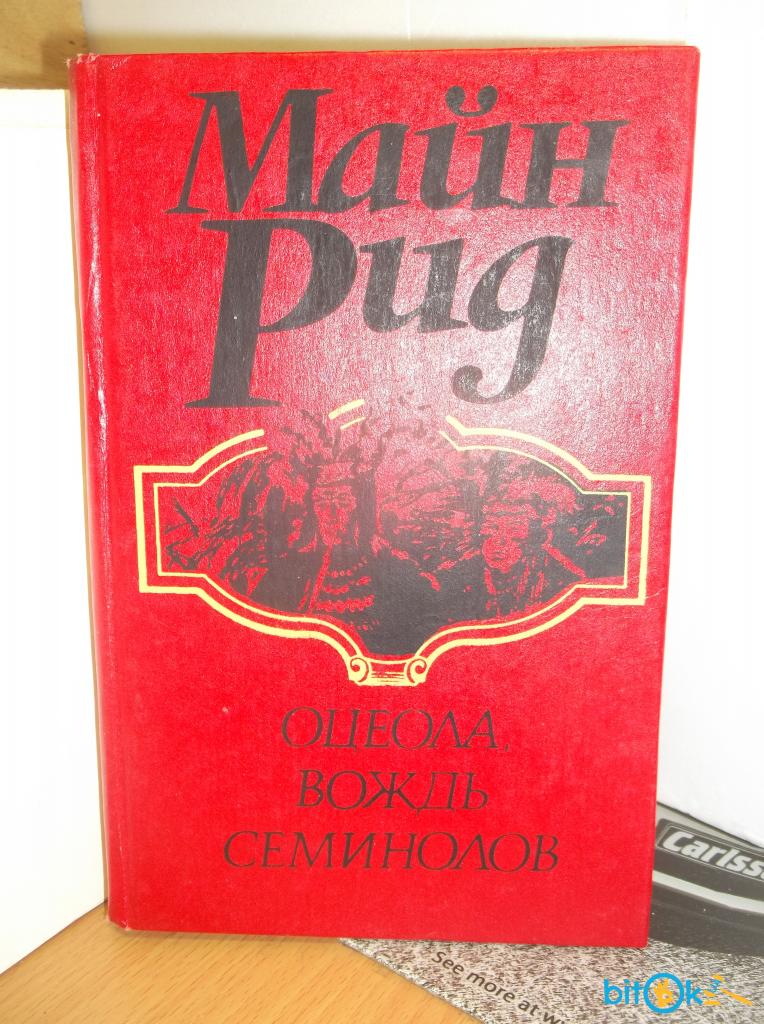 Майн
Рид
ОЦЕОЛА,
ВОЖДЬ
СЕМИНОЛОВ
see more at
bitOk